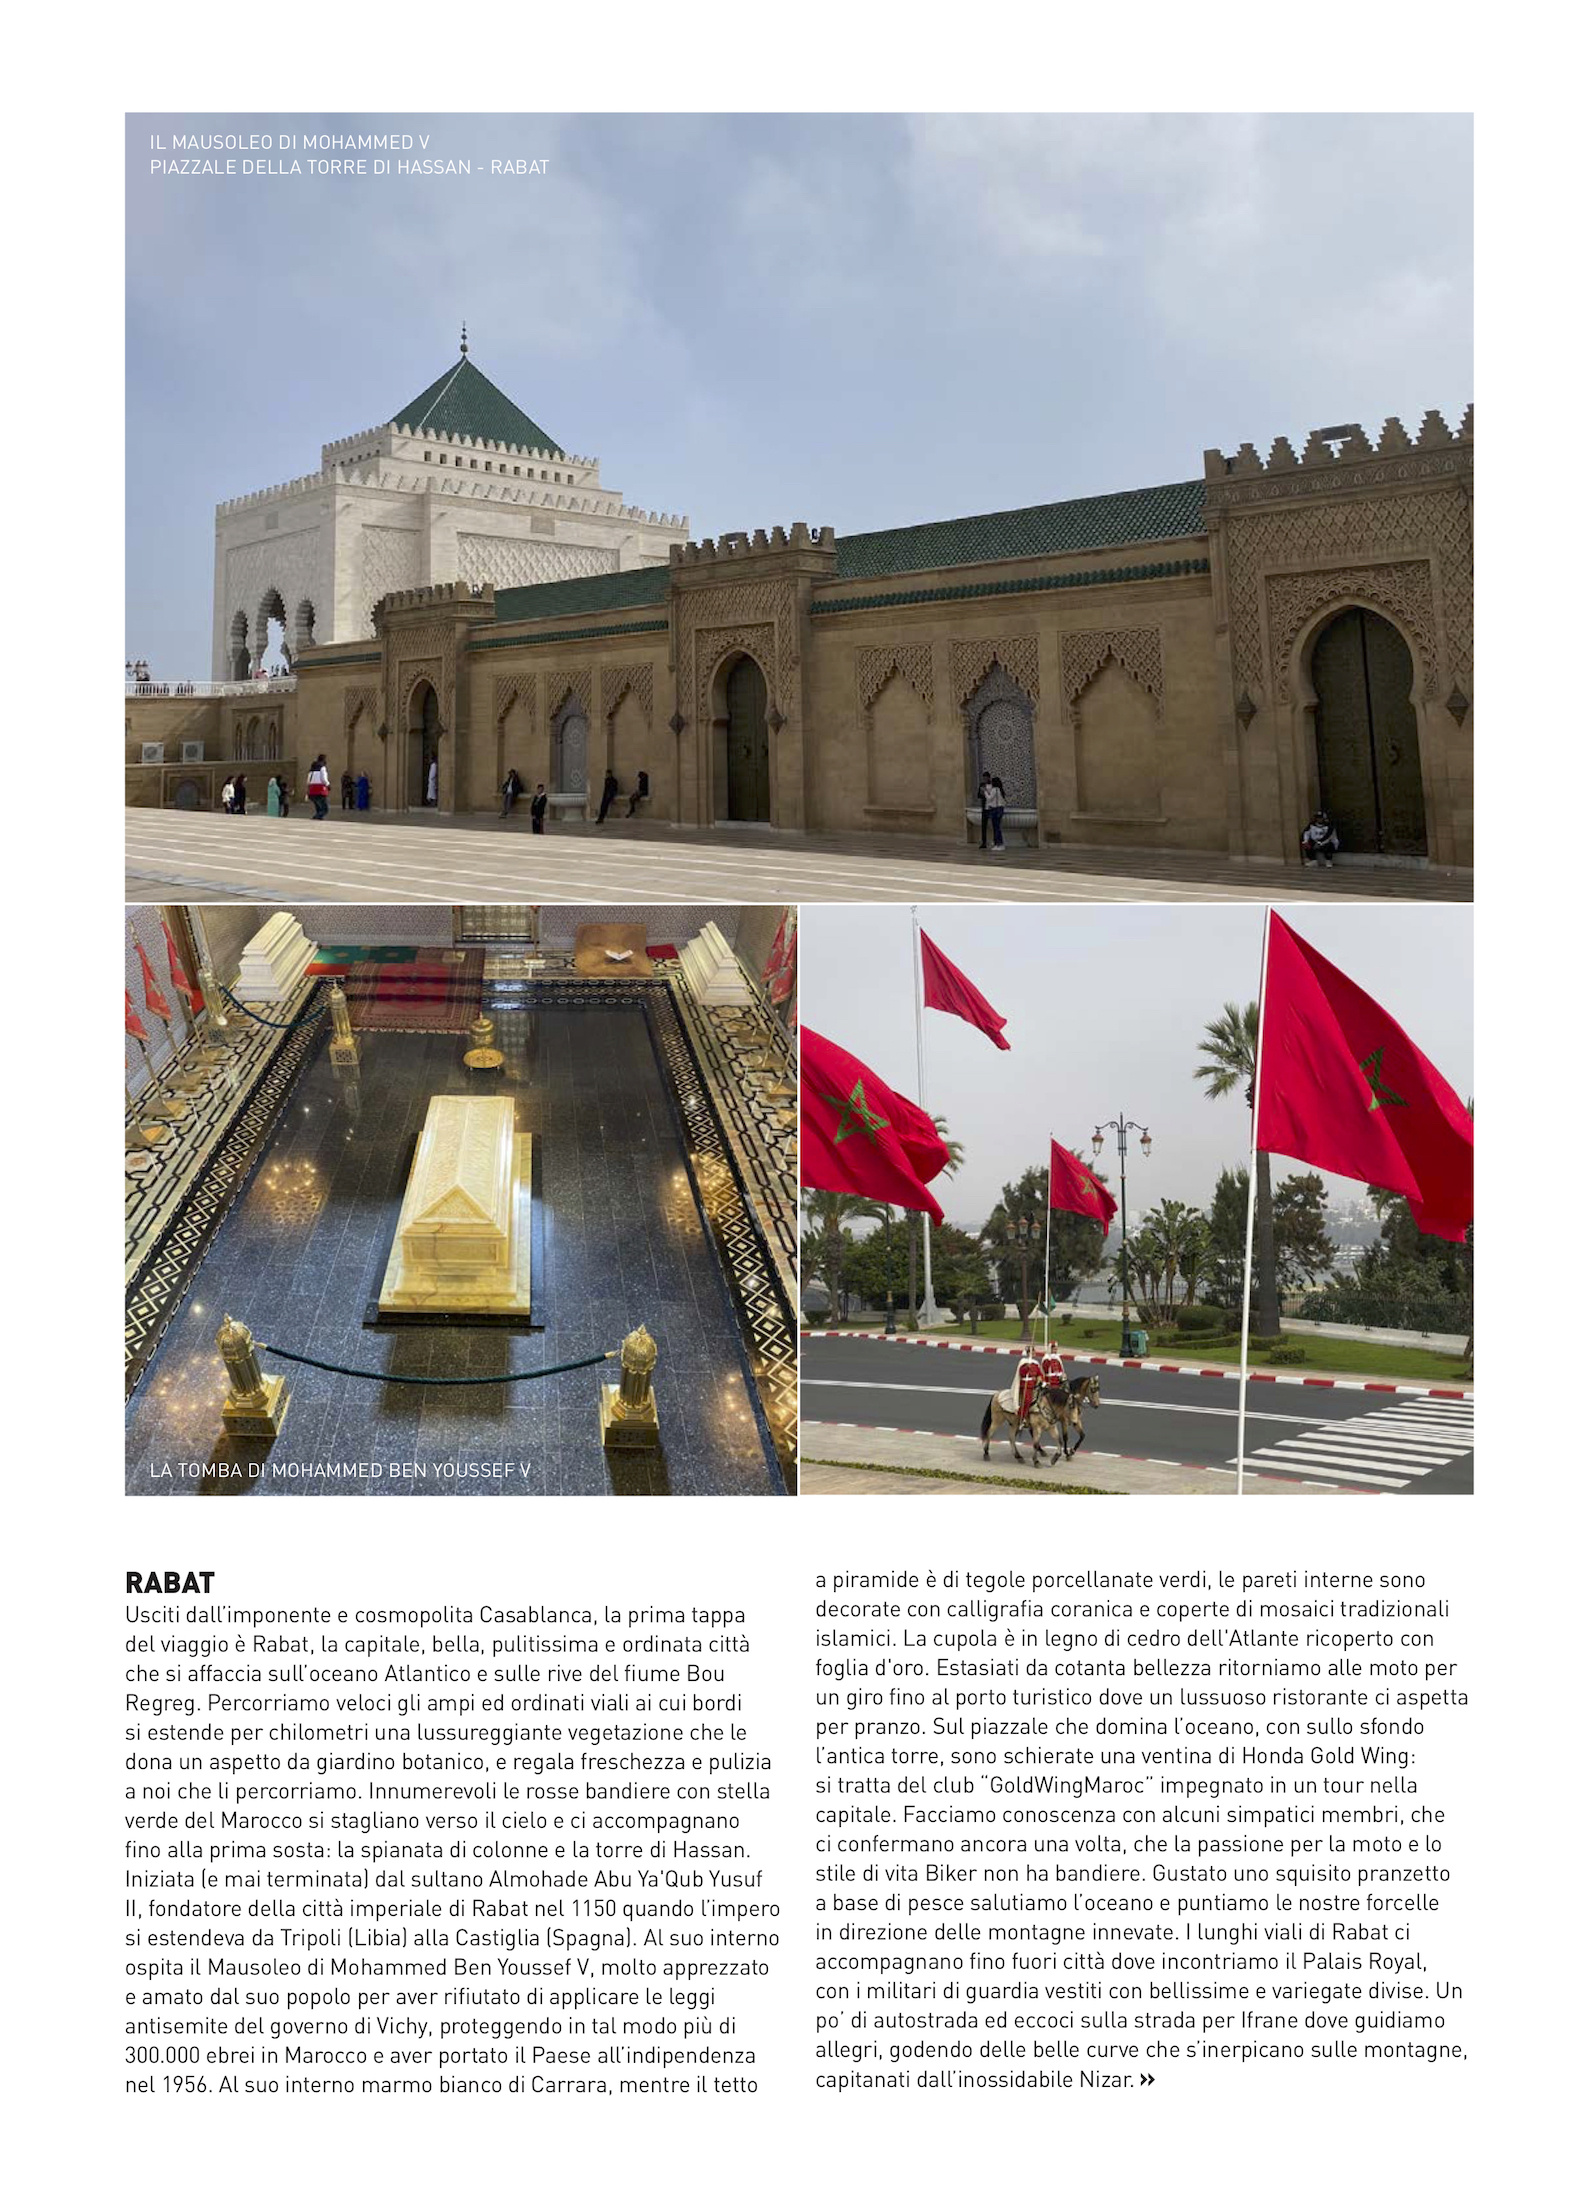 IL MAUSOLEO DI MOHAMMED V
PIAZZALE DELLA TORRE DI HASSAN - RABAT
LA TOMBA DI MOHAMMED BEN YOUSSEF V
RABAT
Usciti dall’imponente e cosmopolita Casablanca, la prima tappa
del viaggio è Rabat, la capitale, bella, pulitissima e ordinata città
che si affaccia sull’oceano Atlantico e sulle rive del fiume Bou
Regreg. Percorriamo veloci gli ampi ed ordinati viali ai cui bordi
si estende per chilometri una lussureggiante vegetazione che le
dona un aspetto da giardino botanico, e regala freschezza e pulizia
a noi che li percorriamo. Innumerevoli le rosse bandiere con stella
verde del Marocco si stagliano verso il cielo e ci accompagnano
fino alla prima sosta: la spianata di colonne e la torre di Hassan.
Iniziata (e mai terminata) dal sultano Almohade Abu Ya'Qub Yusuf
II, fondatore della città imperiale di Rabat nel 1150 quando l’impero
si estendeva da Tripoli (Libia) alla Castiglia (Spagna). Al suo interno
ospita il Mausoleo di Mohammed Ben Youssef V, molto apprezzato
e amato dal suo popolo per aver rifiutato di applicare le leggi
antisemite del governo di Vichy, proteggendo in tal modo più di
300.000 ebrei in Marocco e aver portato il Paese all’indipendenza
nel 1956. Al suo interno marmo bianco di Carrara, mentre il tetto
a piramide è di tegole porcellanate verdi, le pareti interne sono
decorate con calligrafia coranica e coperte di mosaici tradizionali
islamici. La cupola è in legno di cedro dell'Atlante ricoperto con
foglia d'oro. Estasiati da cotanta bellezza ritorniamo alle moto per
un giro fino al porto turistico dove un lussuoso ristorante ci aspetta
per pranzo. Sul piazzale che domina l’oceano, con sullo sfondo
l’antica torre, sono schierate una ventina di Honda Gold Wing:
si tratta del club “GoldWingMaroc” impegnato in un tour nella
capitale. Facciamo conoscenza con alcuni simpatici membri, che
ci confermano ancora una volta, che la passione per la moto e lo
stile di vita Biker non ha bandiere. Gustato uno squisito pranzetto
a base di pesce salutiamo l’oceano e puntiamo le nostre forcelle
in direzione delle montagne innevate. I lunghi viali di Rabat ci
accompagnano fino fuori città dove incontriamo il Palais Royal,
con i militari di guardia vestiti con bellissime e variegate divise. Un
po’ di autostrada ed eccoci sulla strada per Ifrane dove guidiamo
allegri, godendo delle belle curve che s’inerpicano sulle montagne,
capitanati dall’inossidabile Nizar. »